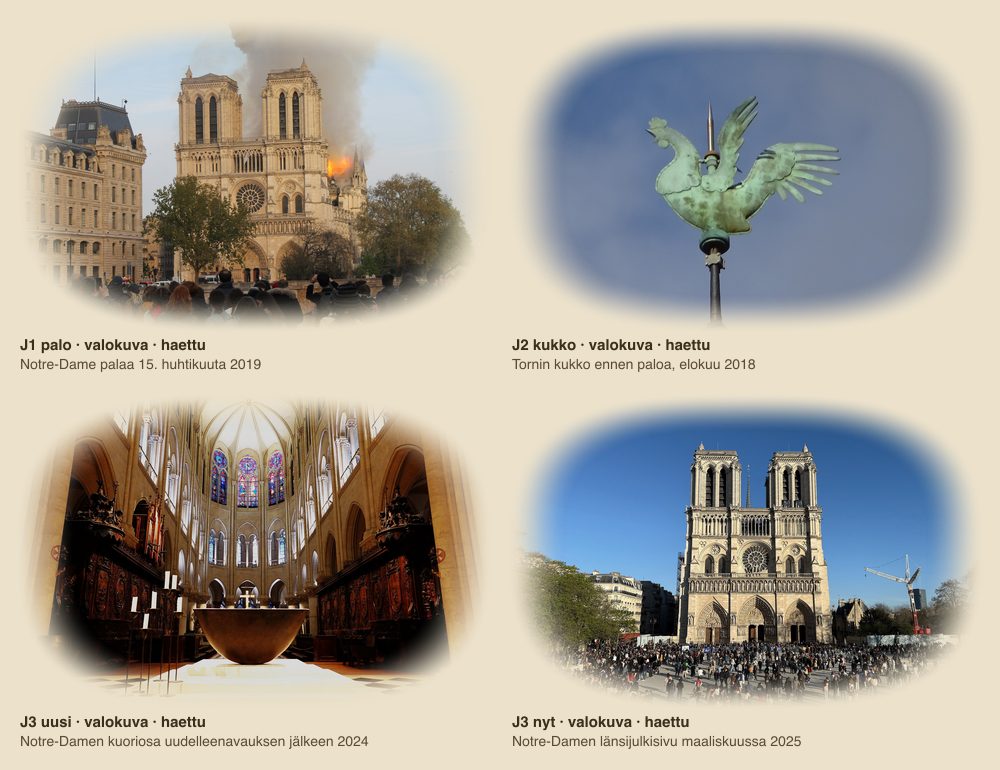 J1 palo · valokuva · haettu
Notre-Dame palaa 15. huhtikuuta 2019
J2 kukko · valokuva · haettu
Tornin kukko ennen paloa, elokuu 2018
J3 uusi · valokuva · haettu
Notre-Damen kuoriosa uudelleenavauksen jälkeen 2024
J3 nyt · valokuva · haettu
Notre-Damen länsijulkisivu maaliskuussa 2025